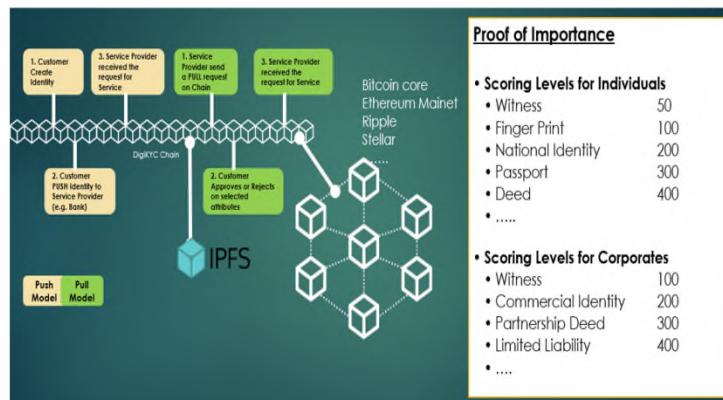 1. Customer
Create
Identity
3. Service Provider
received the
request for
Service
1. Service
Provider send
a PULL request
on Chain
3. Service Provider
received the
request for Service
Bitcoin core
Ethereum Mainet
Ripple
Stellar
.....
DigiKYC Chain
2. Customer
PUSH Identity to
Service Provider
(e.g. Bank)
2. Customer
Approves or Rejects
on selected
attributes
IPFS
Push
Model
Pull
Model
Proof of Importance
• Scoring Levels for Individuals
• Witness 50
• Finger Print 100
• National Identity 200
• Passport 300
• Deed 400
• .....
• Scoring Levels for Corporates
• Witness 100
• Commercial Identity 200
• Partnership Deed 300
• Limited Liability 400
• ....